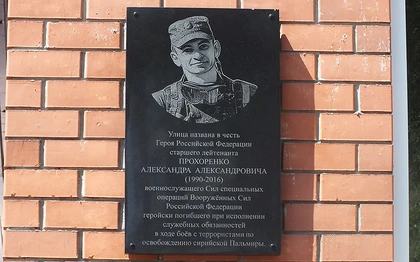 Улица названа в честь
Героя Российской Федерации
старшего лейтенанта
ПРОХОРЕНКО
АЛЕКСАНДРА АЛЕКСАНДРОВИЧА
(1990-2016)
военнослужащего Сил специальных
операций Вооружённых Сил
Российской Федерации
геройски погибшего при исполнении
служебных обязанностей
в ходе боёв с террористами по
освобождению сирийской Пальмиры.